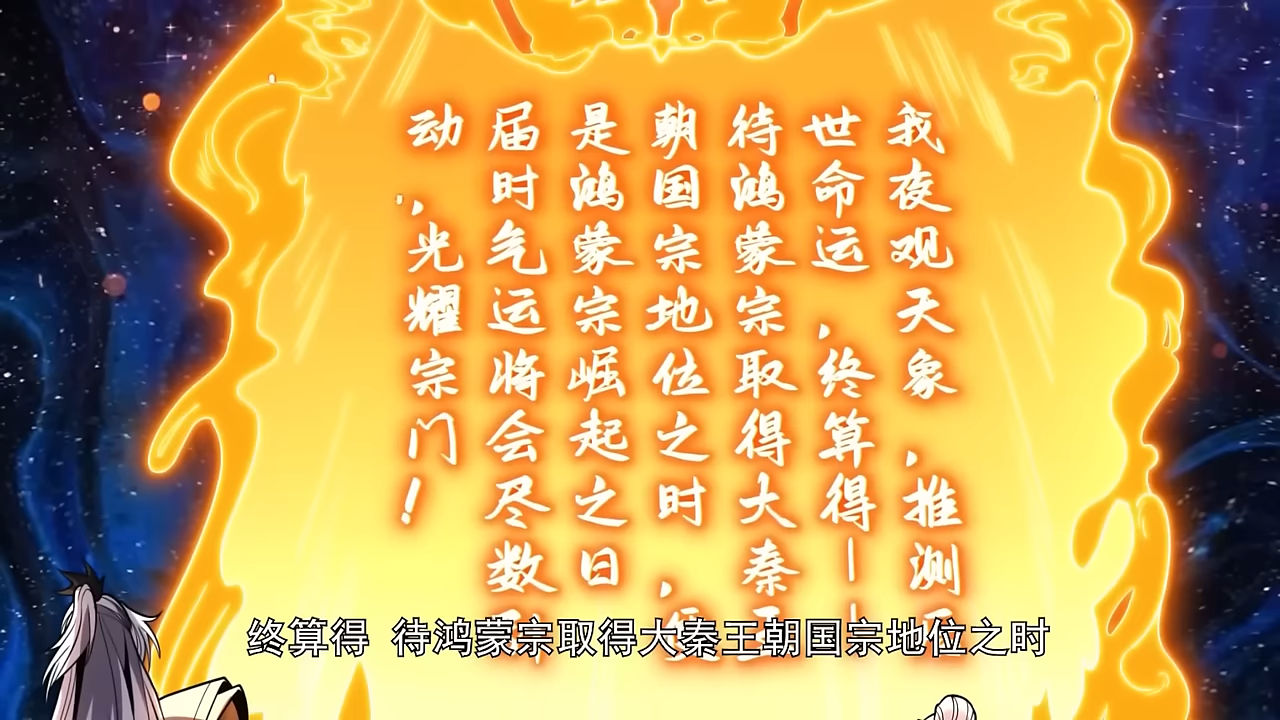 我夜观天象,推测
世命运,终算得——
待鸿蒙宗取得大秦王
朝国宗地位之时,
是鸿蒙宗崛起之日
届时气运将会尽数
动,光耀宗门!
终算得 待鸿蒙宗取得大秦王朝国宗地位之时